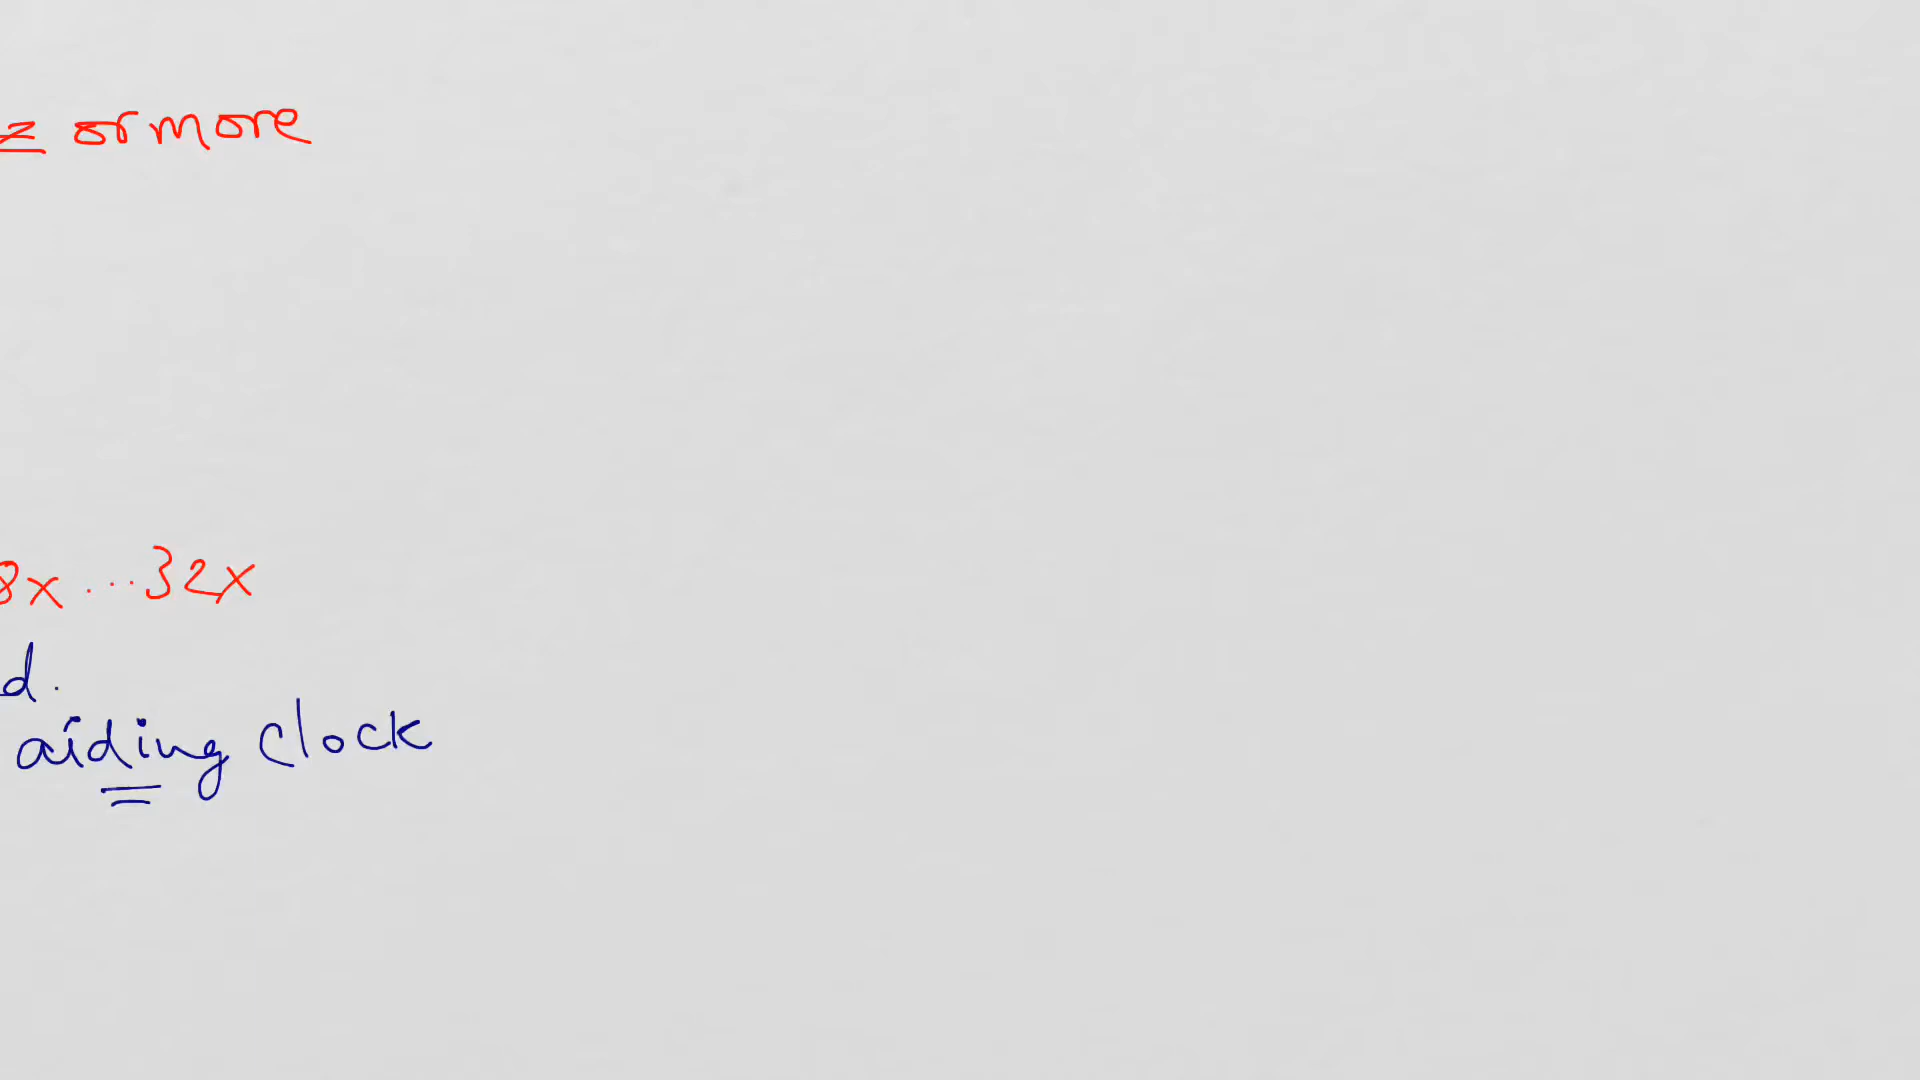 z or more
8x ... 32x
d.
aiding clock